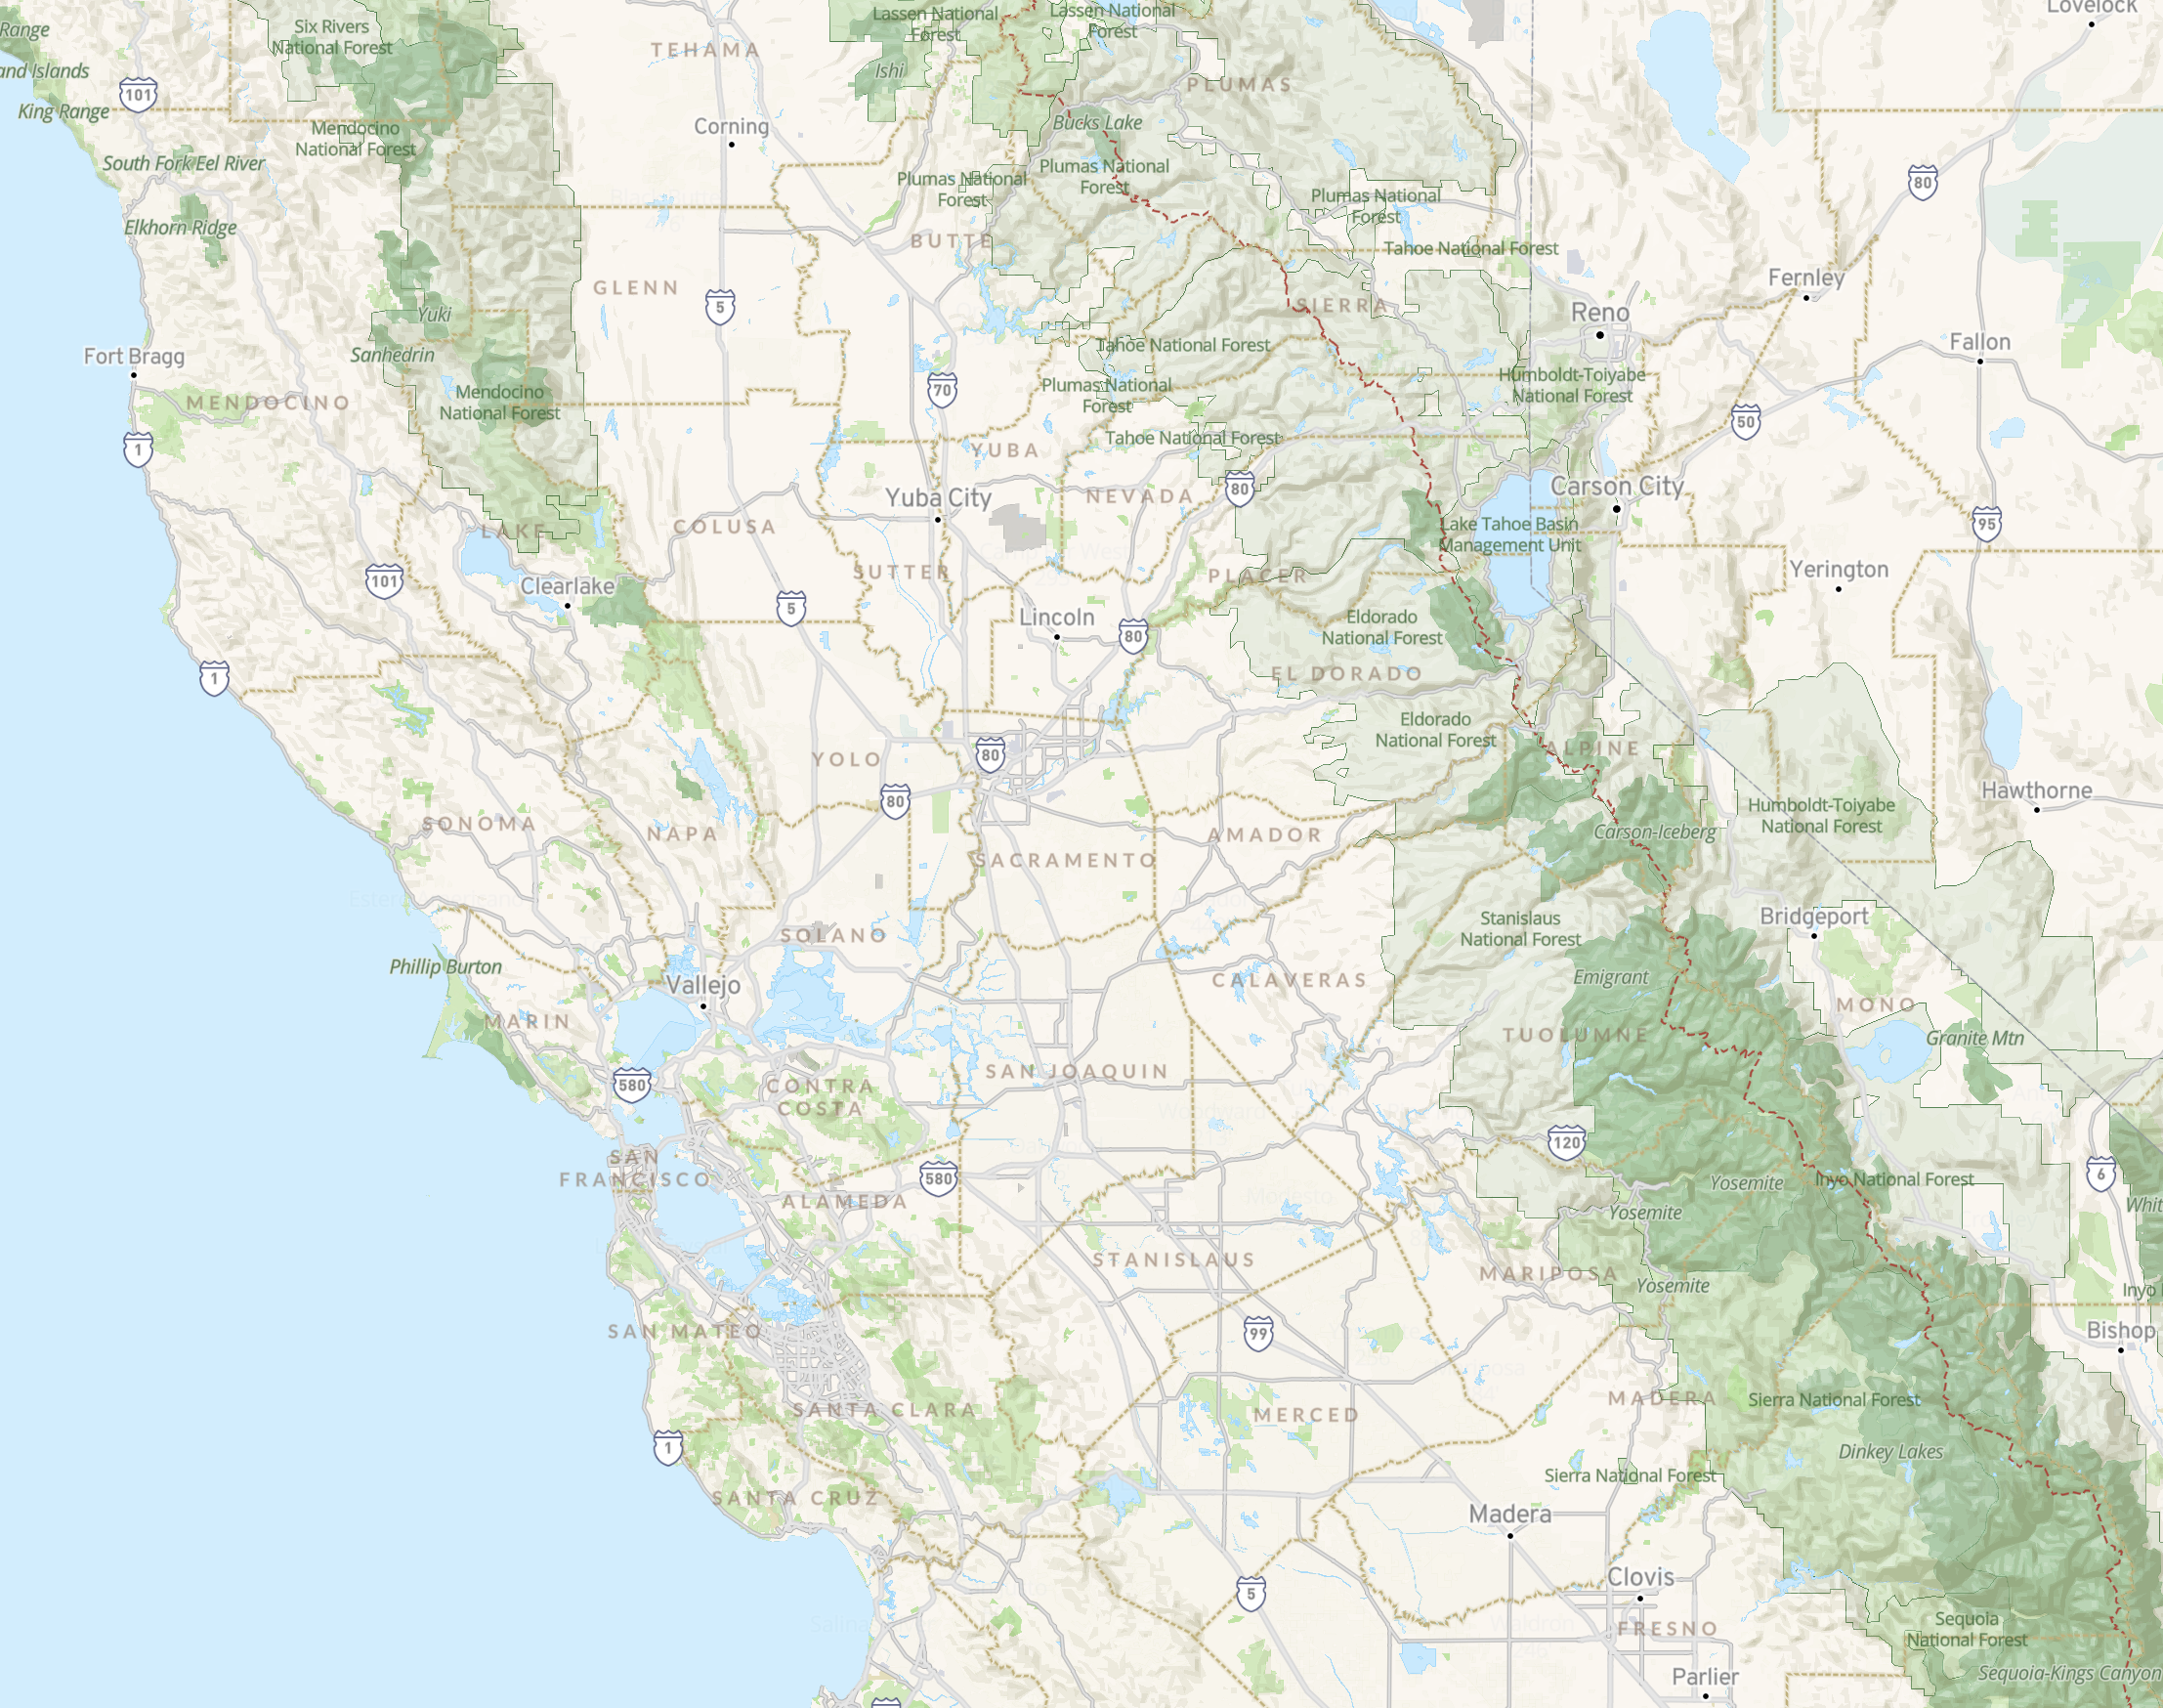 Lassen National
Forest
Lassen National
Forest
Lovelock
Six Rivers
National Forest
Range
and Islands
TEHAMA
Ishi
PLUMAS
101
King Range
Corning
Bucks Lake
Mendocino
National Forest
South Fork Eel River
Plumas National
Forest
Plumas National
Forest
80
Plumas National
Forest
Elkhorn Ridge
BUTTE
Tahoe National Forest
GLENN
5
Fernley
Yuki
SIERRA
Reno
Fort Bragg
Sanhedrin
Tahoe National Forest
Fallon
Mendocino
National Forest
70
Plumas National
Forest
Humboldt-Toiyabe
National Forest
MENDOCINO
1
YUBA
Tahoe National Forest
50
Yuba City
NEVADA
80
Carson City
LAKE
COLUSA
Lake Tahoe Basin
Management Unit
95
101
Clearlake
SUTTER
PLACER
Yerington
5
Lincoln
80
Eldorado
National Forest
1
EL DORADO
YOLO
80
Eldorado
National Forest
ALPINE
80
Hawthorne
SONOMA
NAPA
AMADOR
Carson-Iceberg
Humboldt-Toiyabe
National Forest
SACRAMENTO
SOLANO
Stanislaus
National Forest
Bridgeport
Phillip Burton
Vallejo
CALAVERAS
Emigrant
MARIN
MONO
TUOLUMNE
Granite Mtn
580
CONTRA
COSTA
SAN JOAQUIN
120
SAN
FRANCISCO
580
ALAMEDA
Yosemite
Inyo National Forest
6
Yosemite
Whit
STANISLAUS
MARIPOSA
Yosemite
Inyo
SAN MATEO
99
Bishop
SANTA CLARA
MERCED
MADERA
Sierra National Forest
1
Dinkey Lakes
SANTA CRUZ
Sierra National Forest
Madera
5
Clovis
FRESNO
Sequoia
National Forest
Parlier
Sequoia-Kings Canyon